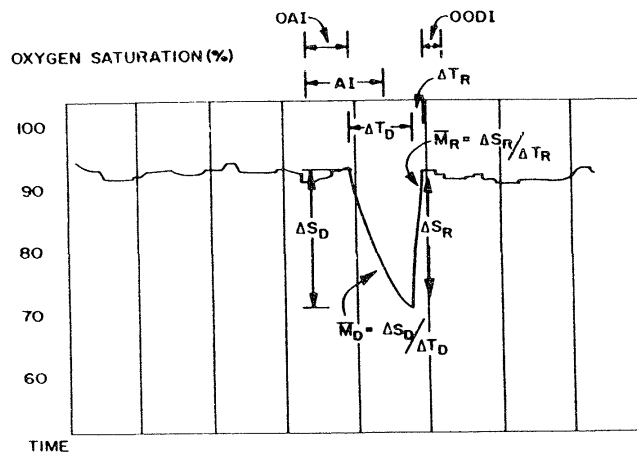 OAI
OODI
OXYGEN SATURATION (%)
AI
ΔT_R
100
ΔT_D
M̅_R = ΔS_R/ΔT_R
90
ΔS_D
ΔS_R
80
70
M̅_D = ΔS_D/ΔT_D
60
TIME